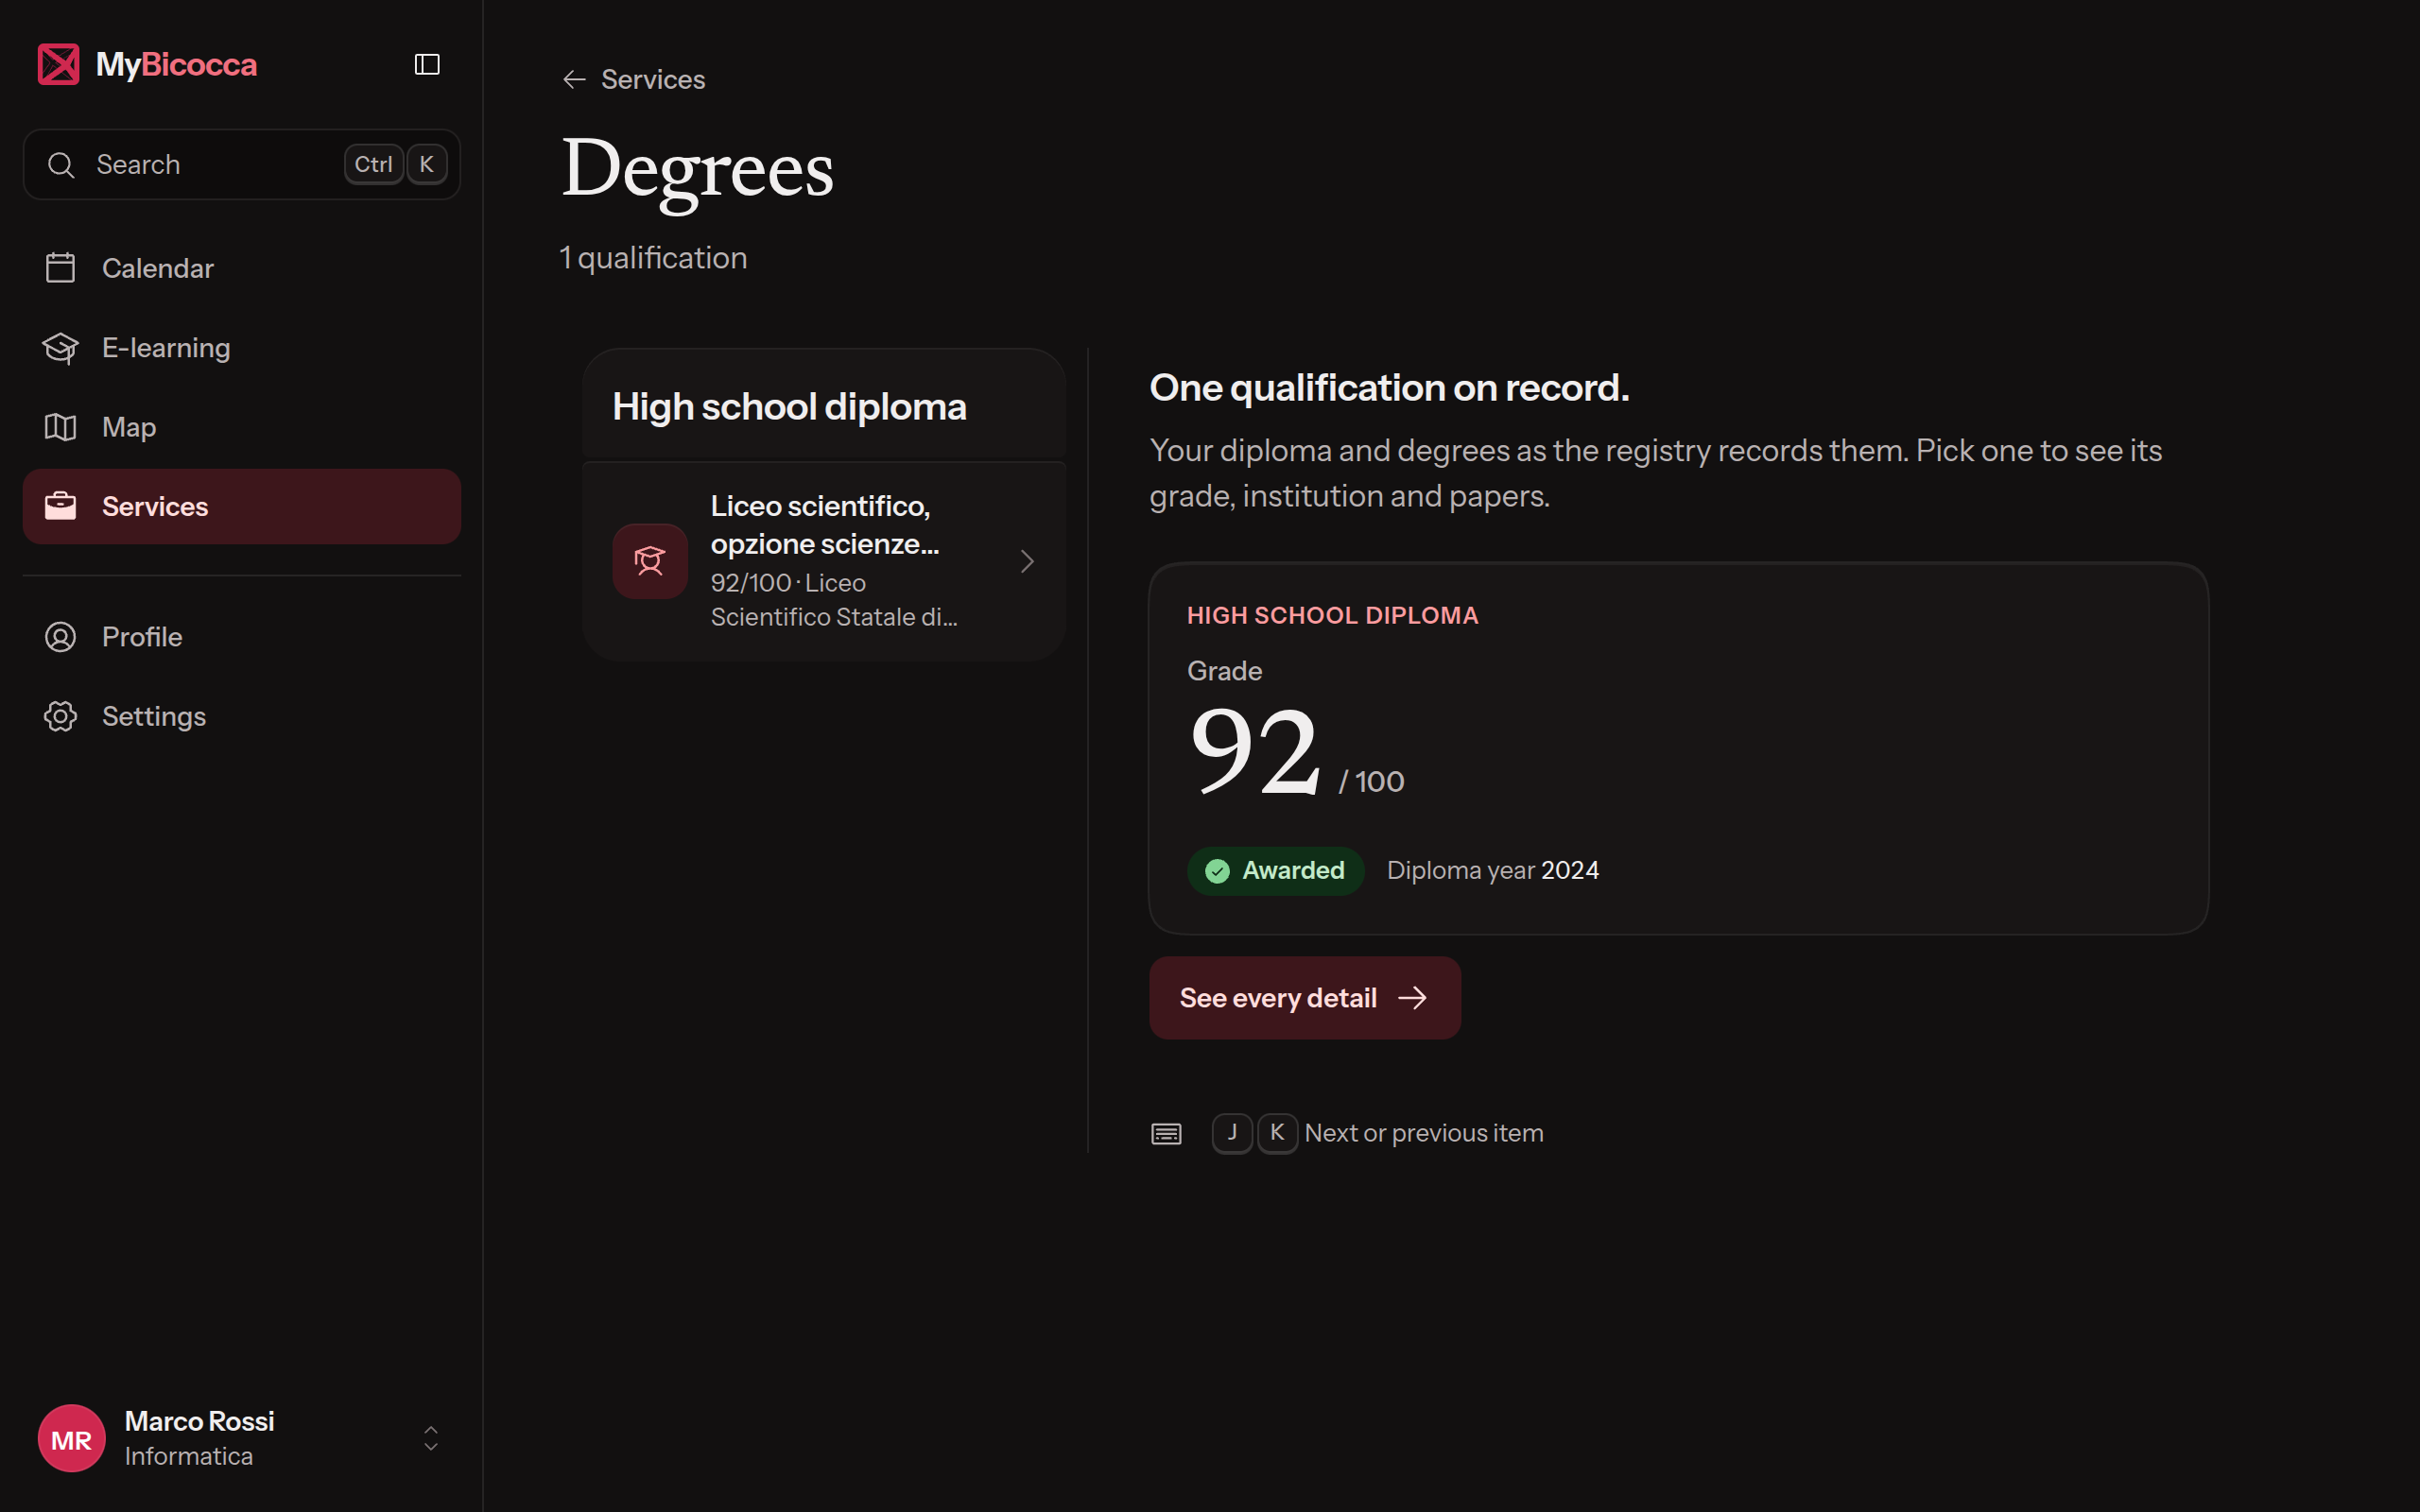 MyBicocca
Search Ctrl K
Calendar
E-learning
Map
Services
Profile
Settings
MR
Marco Rossi
Informatica
Services
Degrees
1 qualification
High school diploma
Liceo scientifico,
opzione scienze...
92/100 · Liceo
Scientifico Statale di...
One qualification on record.
Your diploma and degrees as the registry records them. Pick one to see its
grade, institution and papers.
HIGH SCHOOL DIPLOMA
Grade
92 / 100
Awarded Diploma year 2024
See every detail
J K Next or previous item